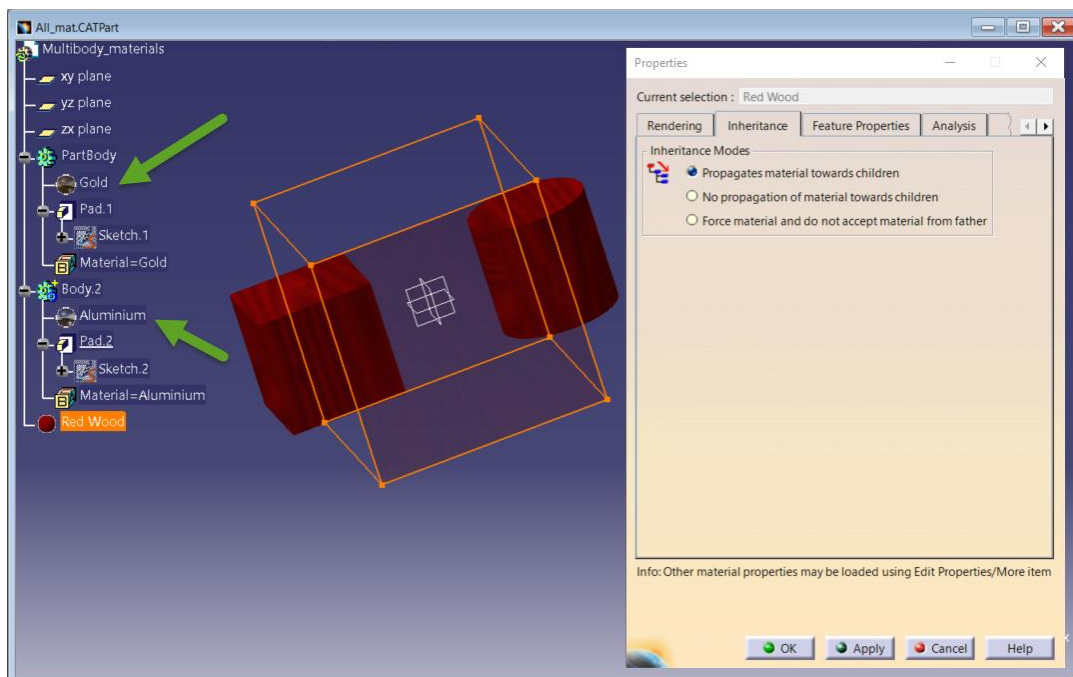 All_mat.CATPart
Multibody_materials
xy plane
yz plane
zx plane
PartBody
Gold
Pad.1
Sketch.1
Material=Gold
Body.2
Aluminium
Pad.2
Sketch.2
Material=Aluminium
Red Wood
Properties
Current selection : Red Wood
Rendering Inheritance Feature Properties Analysis
Inheritance Modes
Propagates material towards children
No propagation of material towards children
Force material and do not accept material from father
Info: Other material properties may be loaded using Edit Properties/More item
OK Apply Cancel Help
x